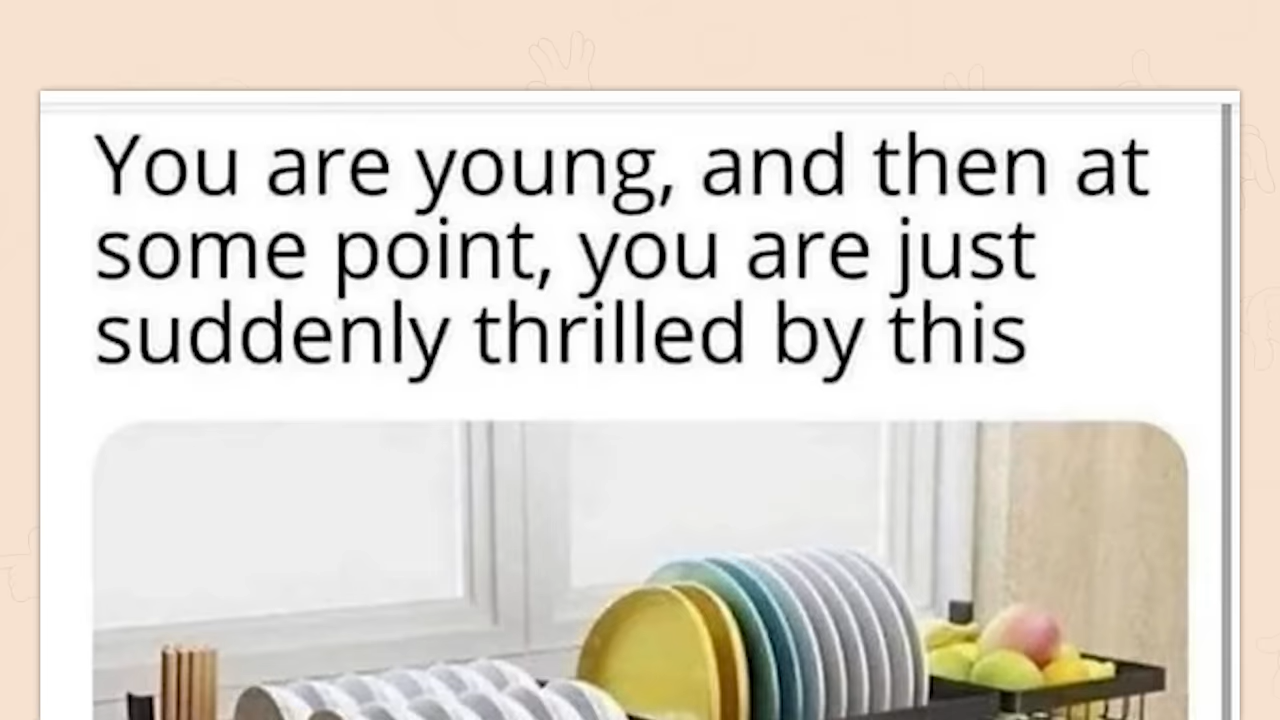 You are young, and then at
some point, you are just
suddenly thrilled by this